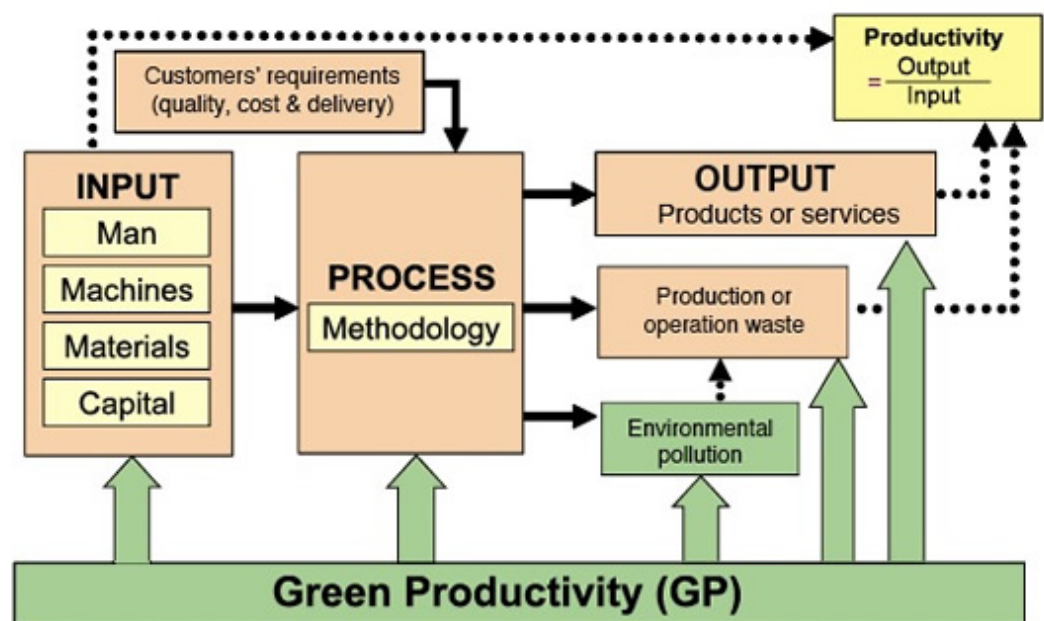 Productivity
= Output
Input
Customers' requirements
(quality, cost & delivery)
INPUT
Man
Machines
Materials
Capital
PROCESS
Methodology
OUTPUT
Products or services
Production or
operation waste
Environmental
pollution
Green Productivity (GP)